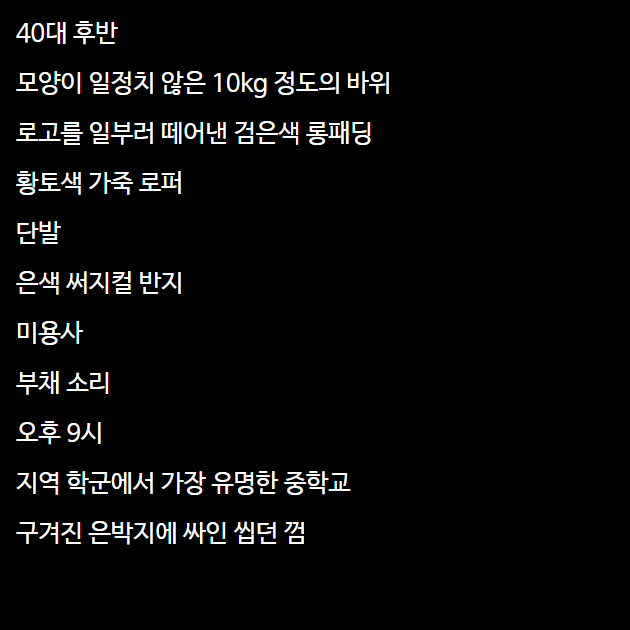 40대 후반
모양이 일정치 않은 10kg 정도의 바위
로고를 일부러 떼어낸 검은색 롱패딩
황토색 가죽 로퍼
단발
은색 써지컬 반지
미용사
부채 소리
오후 9시
지역 학군에서 가장 유명한 중학교
구겨진 은박지에 싸인 씹던 껌